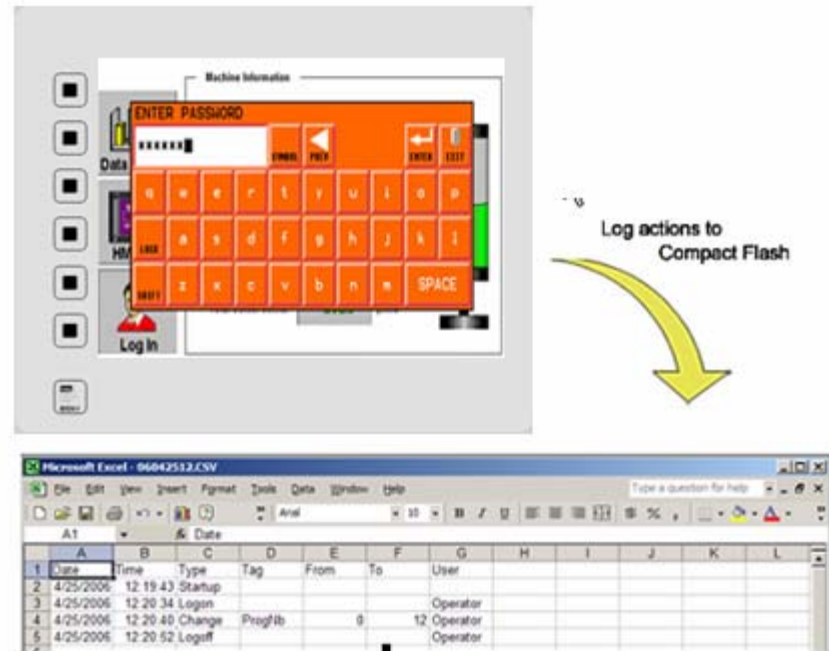 Machine Information
ENTER PASSWORD
******
SYMBOL PREV ENTER EXIT
q w e r t y u i o p
LOCK a s d f g h j k l
SHIFT z x c v b n m SPACE
Data
HM
Log In
MENU
Log actions to
Compact Flash
Microsoft Excel - 06042512.CSV
File Edit View Insert Format Tools Data Window Help Type a question for help
Arial 10 B I U $ % ,
A1 fx Date
A B C D E F G H I J K L
1 Date Time Type Tag From To User
2 4/25/2006 12:19:43 Startup
3 4/25/2006 12:20:34 Logon Operator
4 4/25/2006 12:20:40 Change ProgNb 0 12 Operator
5 4/25/2006 12:20:52 Logoff Operator